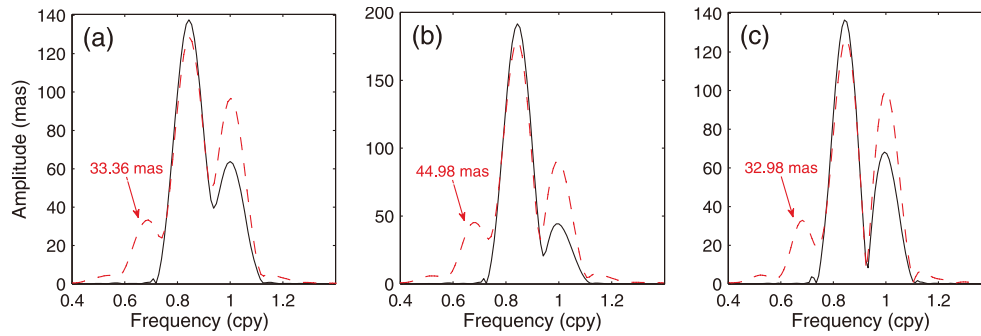 (a)
140
120
100
80
60
40
20
0
Amplitude (mas)
33.36 mas
0.4 0.6 0.8 1 1.2
Frequency (cpy)
(b)
200
150
100
50
0
44.98 mas
0.4 0.6 0.8 1 1.2
Frequency (cpy)
(c)
140
120
100
80
60
40
20
0
32.98 mas
0.4 0.6 0.8 1 1.2
Frequency (cpy)